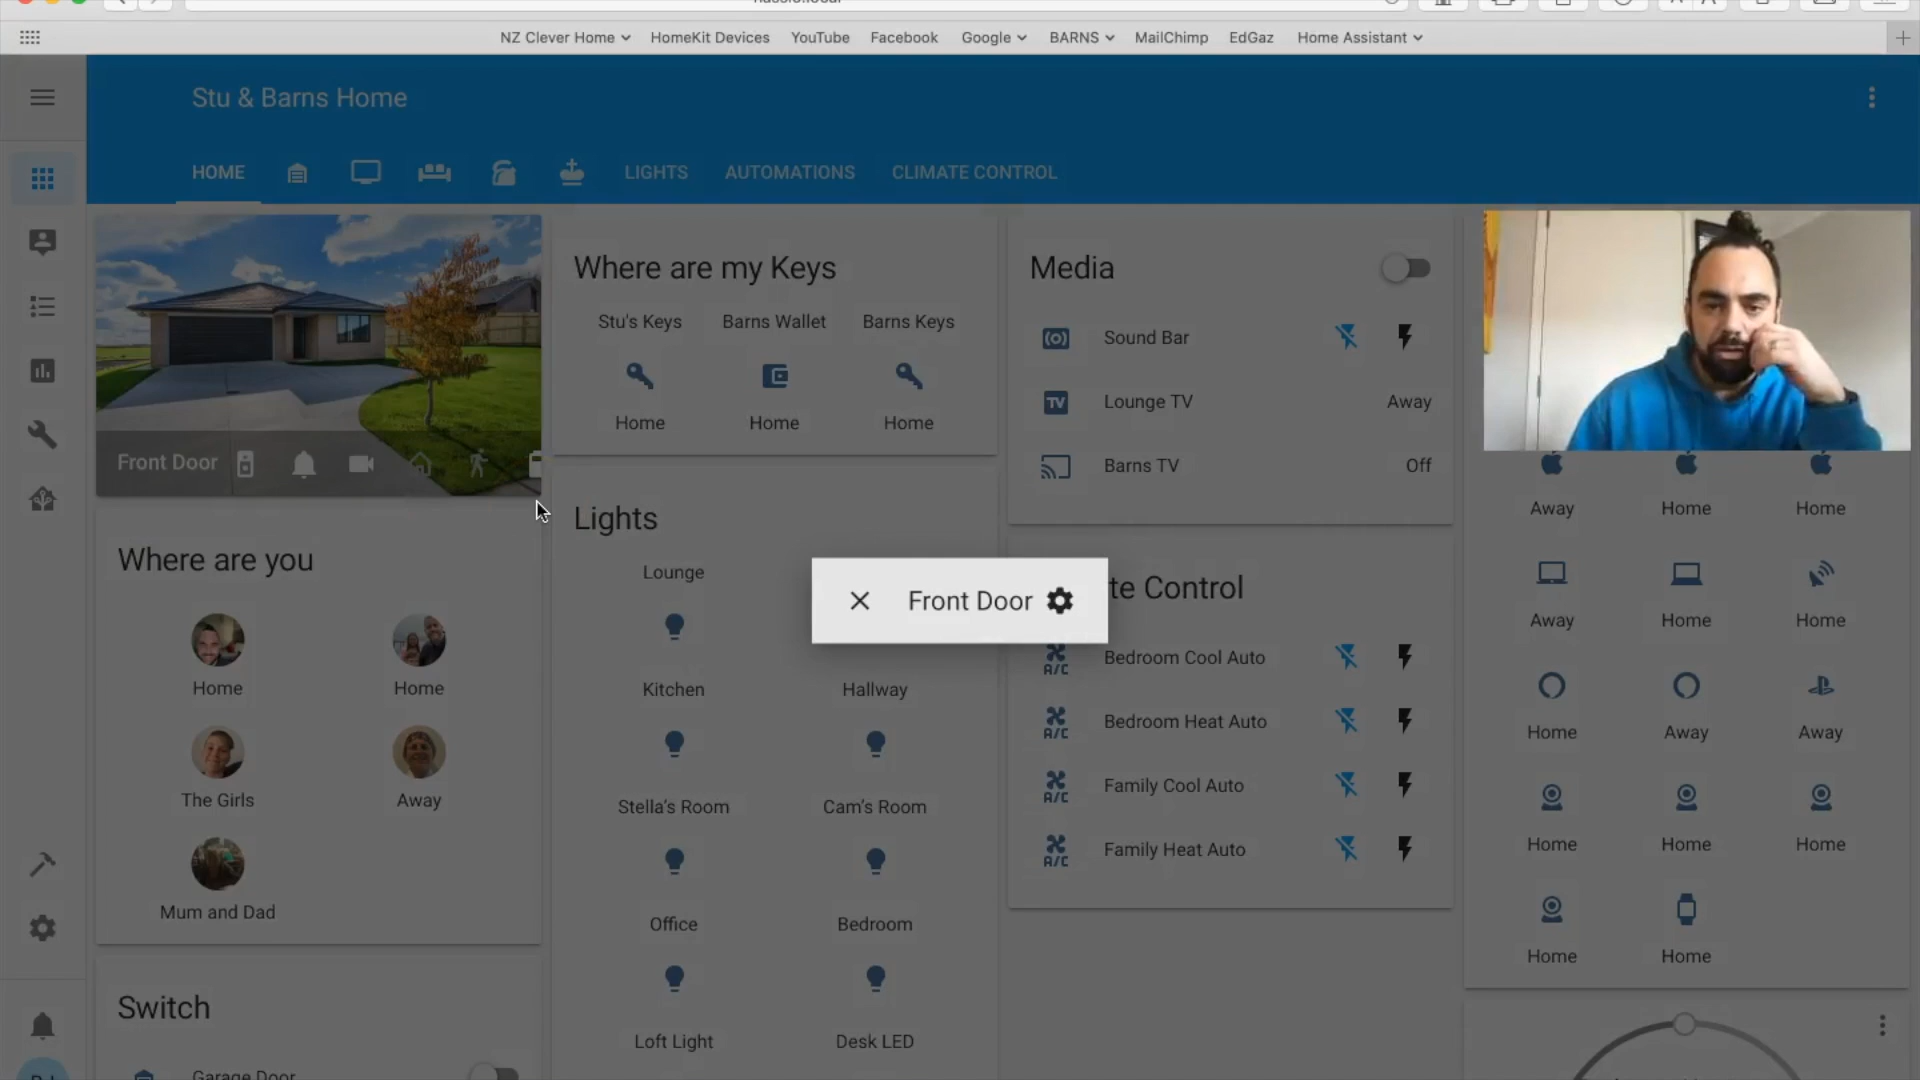 NZ Clever Home HomeKit Devices YouTube Facebook Google BARNS MailChimp EdGaz Home Assistant
Stu & Barns Home
HOME LIGHTS AUTOMATIONS CLIMATE CONTROL
Front Door
Where are you
Home Home
The Girls Away
Mum and Dad
Switch
Garage Door
Where are my Keys
Stu's Keys Barns Wallet Barns Keys
Home Home Home
Lights
Lounge
Kitchen Hallway
Stella's Room Cam's Room
Office Bedroom
Loft Light Desk LED
Media
Sound Bar
TV Lounge TV Away
Barns TV Off
Front Door
te Control
A/C Bedroom Cool Auto
A/C Bedroom Heat Auto
A/C Family Cool Auto
A/C Family Heat Auto
Away Home Home
Away Home Home
Home Away Away
Home Home Home
Home Home